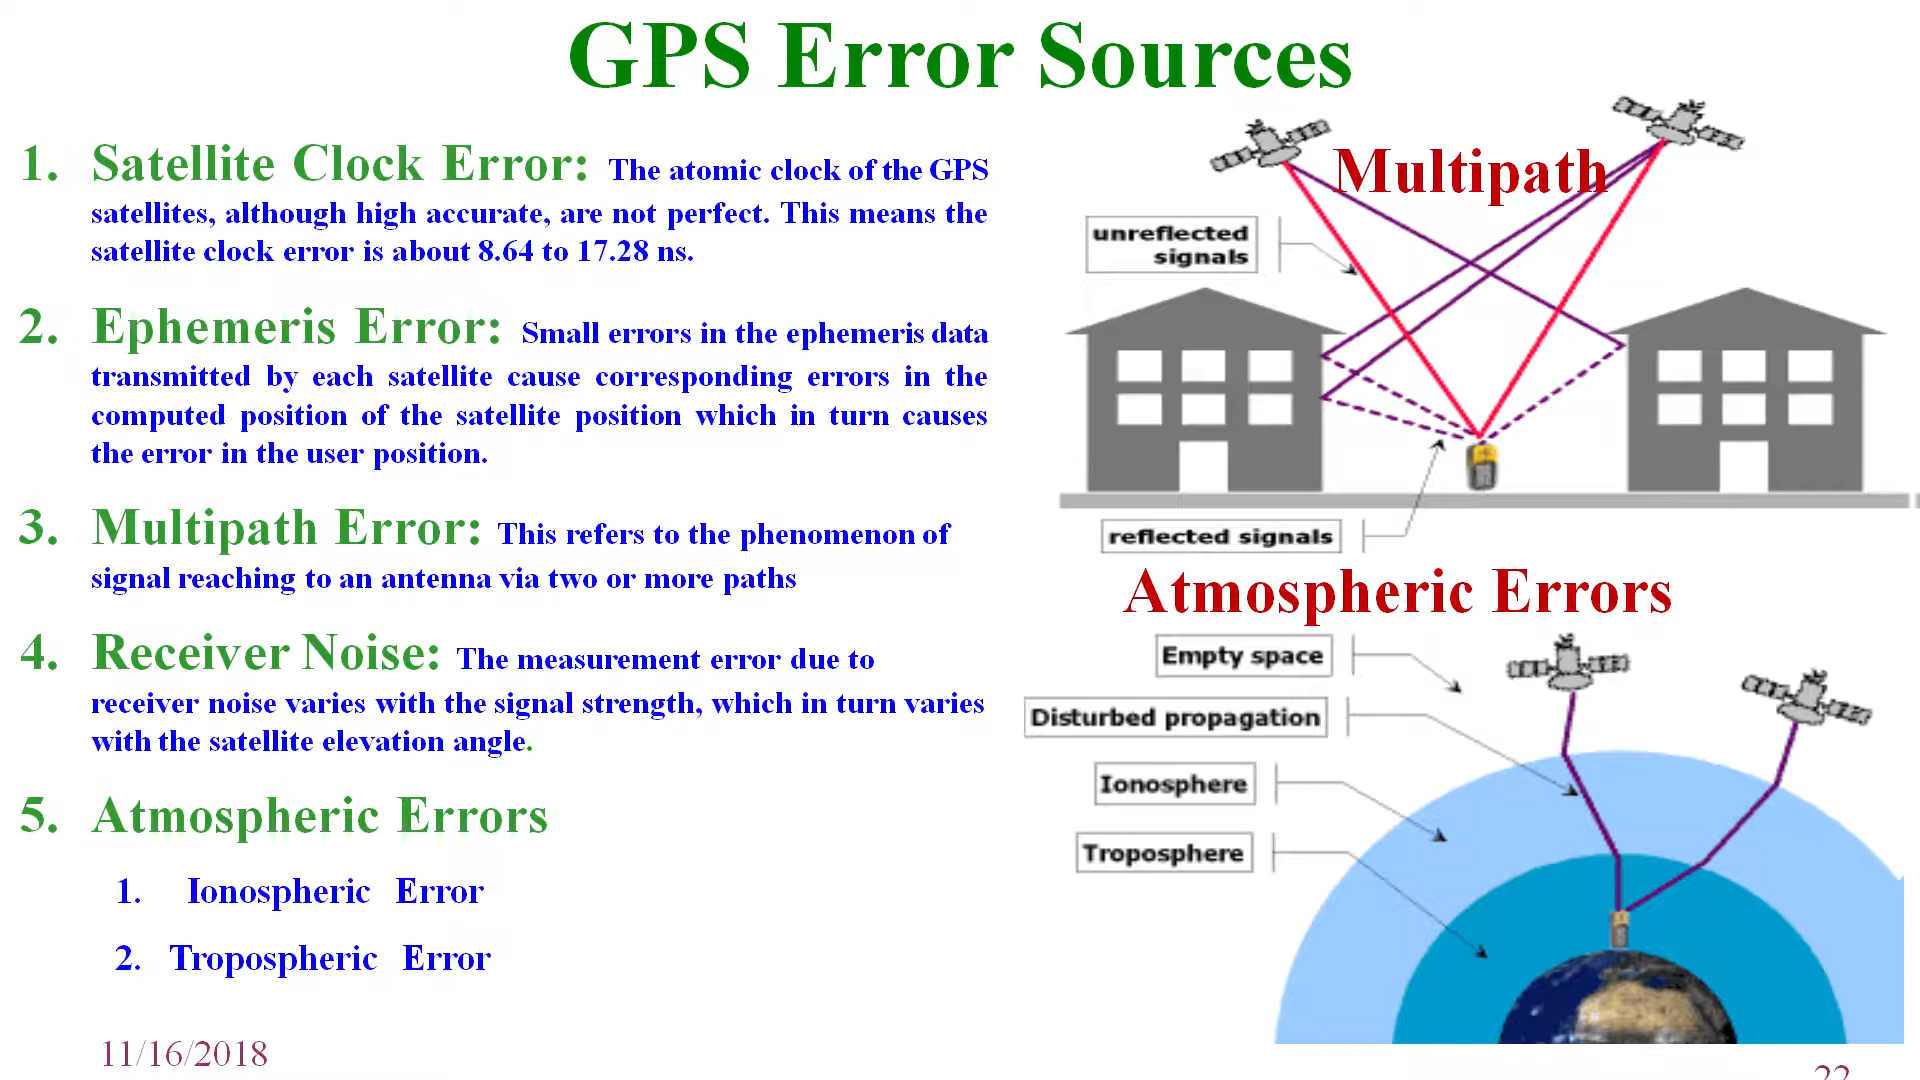 GPS Error Sources
1. Satellite Clock Error: The atomic clock of the GPS
satellites, although high accurate, are not perfect. This means the
satellite clock error is about 8.64 to 17.28 ns.
2. Ephemeris Error: Small errors in the ephemeris data
transmitted by each satellite cause corresponding errors in the
computed position of the satellite position which in turn causes
the error in the user position.
3. Multipath Error: This refers to the phenomenon of
signal reaching to an antenna via two or more paths
4. Receiver Noise: The measurement error due to
receiver noise varies with the signal strength, which in turn varies
with the satellite elevation angle.
5. Atmospheric Errors
1. Ionospheric Error
2. Tropospheric Error
11/16/2018
Multipath
unreflected
signals
reflected signals
Atmospheric Errors
Empty space
Disturbed propagation
Ionosphere
Troposphere
22